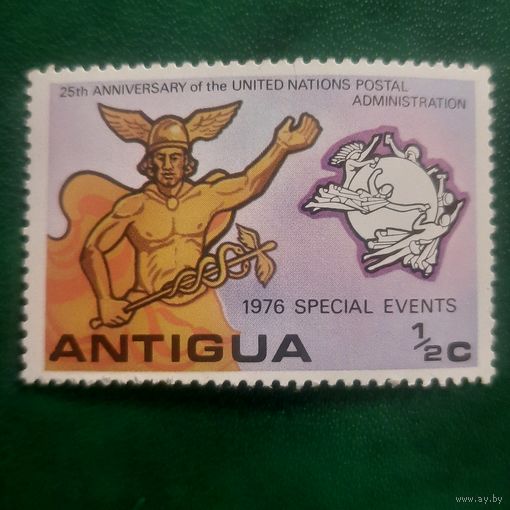 25th ANNIVERSARY of the UNITED NATIONS POSTAL
ADMINISTRATION
1976 SPECIAL EVENTS
ANTIGUA
1/2C
www.ay.by